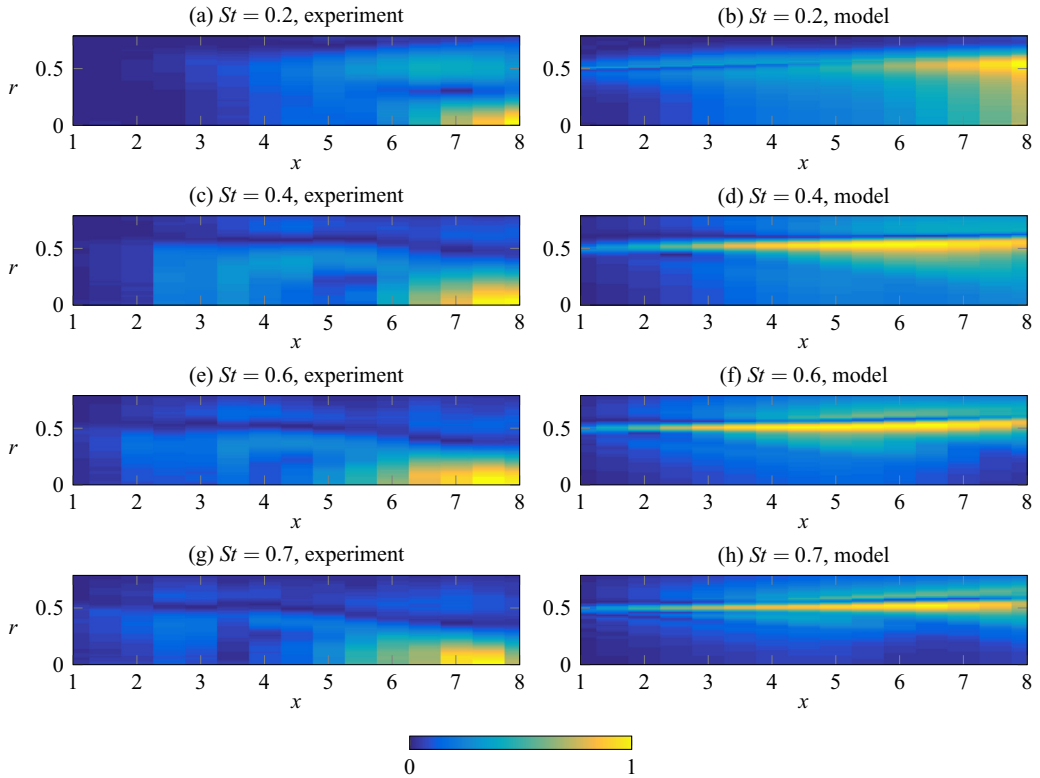 (a) St = 0.2, experiment
(b) St = 0.2, model
r
0.5
0
0.5
0
1 2 3 4 5 6 7 8
1 2 3 4 5 6 7 8
x
x
(c) St = 0.4, experiment
(d) St = 0.4, model
r
0.5
0
0.5
0
1 2 3 4 5 6 7 8
1 2 3 4 5 6 7 8
x
x
(e) St = 0.6, experiment
(f) St = 0.6, model
r
0.5
0
0.5
0
1 2 3 4 5 6 7 8
1 2 3 4 5 6 7 8
x
x
(g) St = 0.7, experiment
(h) St = 0.7, model
r
0.5
0
0.5
0
1 2 3 4 5 6 7 8
1 2 3 4 5 6 7 8
x
x
0 1